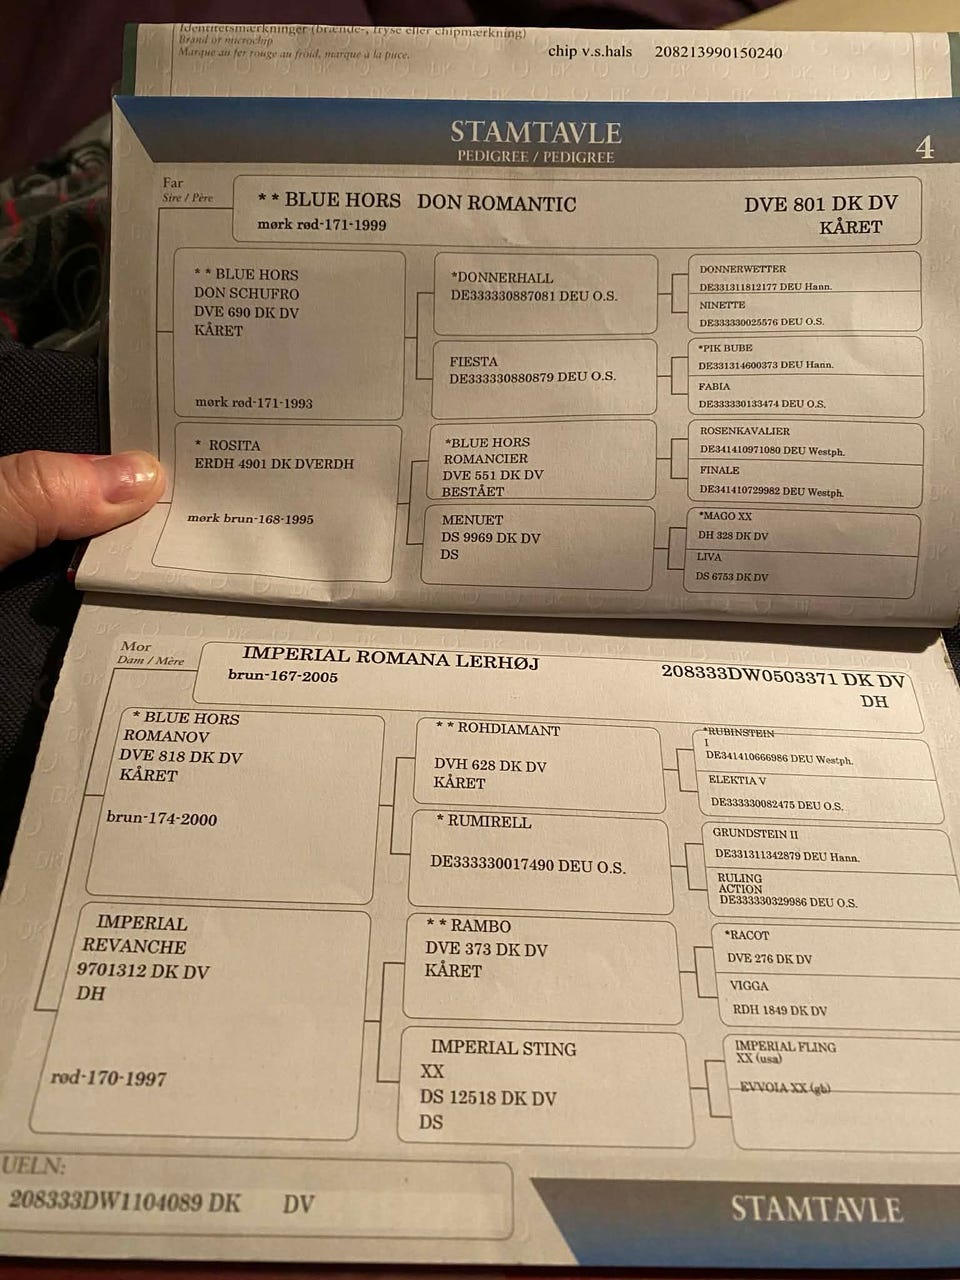 Identitetsmærkninger (brænde-, fryse eller chipmærkning)
Brand or microchip
Marque au fer rouge au froid, marque à la puce.
chip v.s.hals 208213990150240
STAMTAVLE
PEDIGREE / PEDIGREE
4
Far
Sire / Père
* * BLUE HORS DON ROMANTIC DVE 801 DK DV
mørk rød-171-1999 KÅRET
* * BLUE HORS
DON SCHUFRO
DVE 690 DK DV
KÅRET
mørk rød-171-1993
* ROSITA
ERDH 4901 DK DVERDH
mørk brun-168-1995
*DONNERHALL
DE333330887081 DEU O.S.
FIESTA
DE333330880879 DEU O.S.
*BLUE HORS
ROMANCIER
DVE 551 DK DV
BESTÅET
MENUET
DS 9969 DK DV
DS
DONNERWETTER
DE331311812177 DEU Hann.
NINETTE
DE333330025576 DEU O.S.
*PIK BUBE
DE331314600373 DEU Hann.
FABIA
DE333330133474 DEU O.S.
ROSENKAVALIER
DE341410971080 DEU Westph.
FINALE
DE341410729982 DEU Westph.
*MAGO XX
DH 328 DK DV
LIVA
DS 6753 DK DV
Mor
Dam / Mère
IMPERIAL ROMANA LERHØJ 208333DW0503371 DK DV
brun-167-2005 DH
* BLUE HORS
ROMANOV
DVE 818 DK DV
KÅRET
brun-174-2000
IMPERIAL
REVANCHE
9701312 DK DV
DH
rød-170-1997
* * ROHDIAMANT
DVH 628 DK DV
KÅRET
* RUMIRELL
DE333330017490 DEU O.S.
* * RAMBO
DVE 373 DK DV
KÅRET
IMPERIAL STING
XX
DS 12518 DK DV
DS
*RUBINSTEIN
I
DE341410666986 DEU Westph.
ELEKTIA V
DE333330082475 DEU O.S.
GRUNDSTEIN II
DE331311342879 DEU Hann.
RULING
ACTION
DE333330329986 DEU O.S.
*RACOT
DVE 276 DK DV
VIGGA
RDH 1849 DK DV
IMPERIAL FLING
XX (usa)
EVVOIA XX (gb)
UELN:
208333DW1104089 DK DV
STAMTAVLE